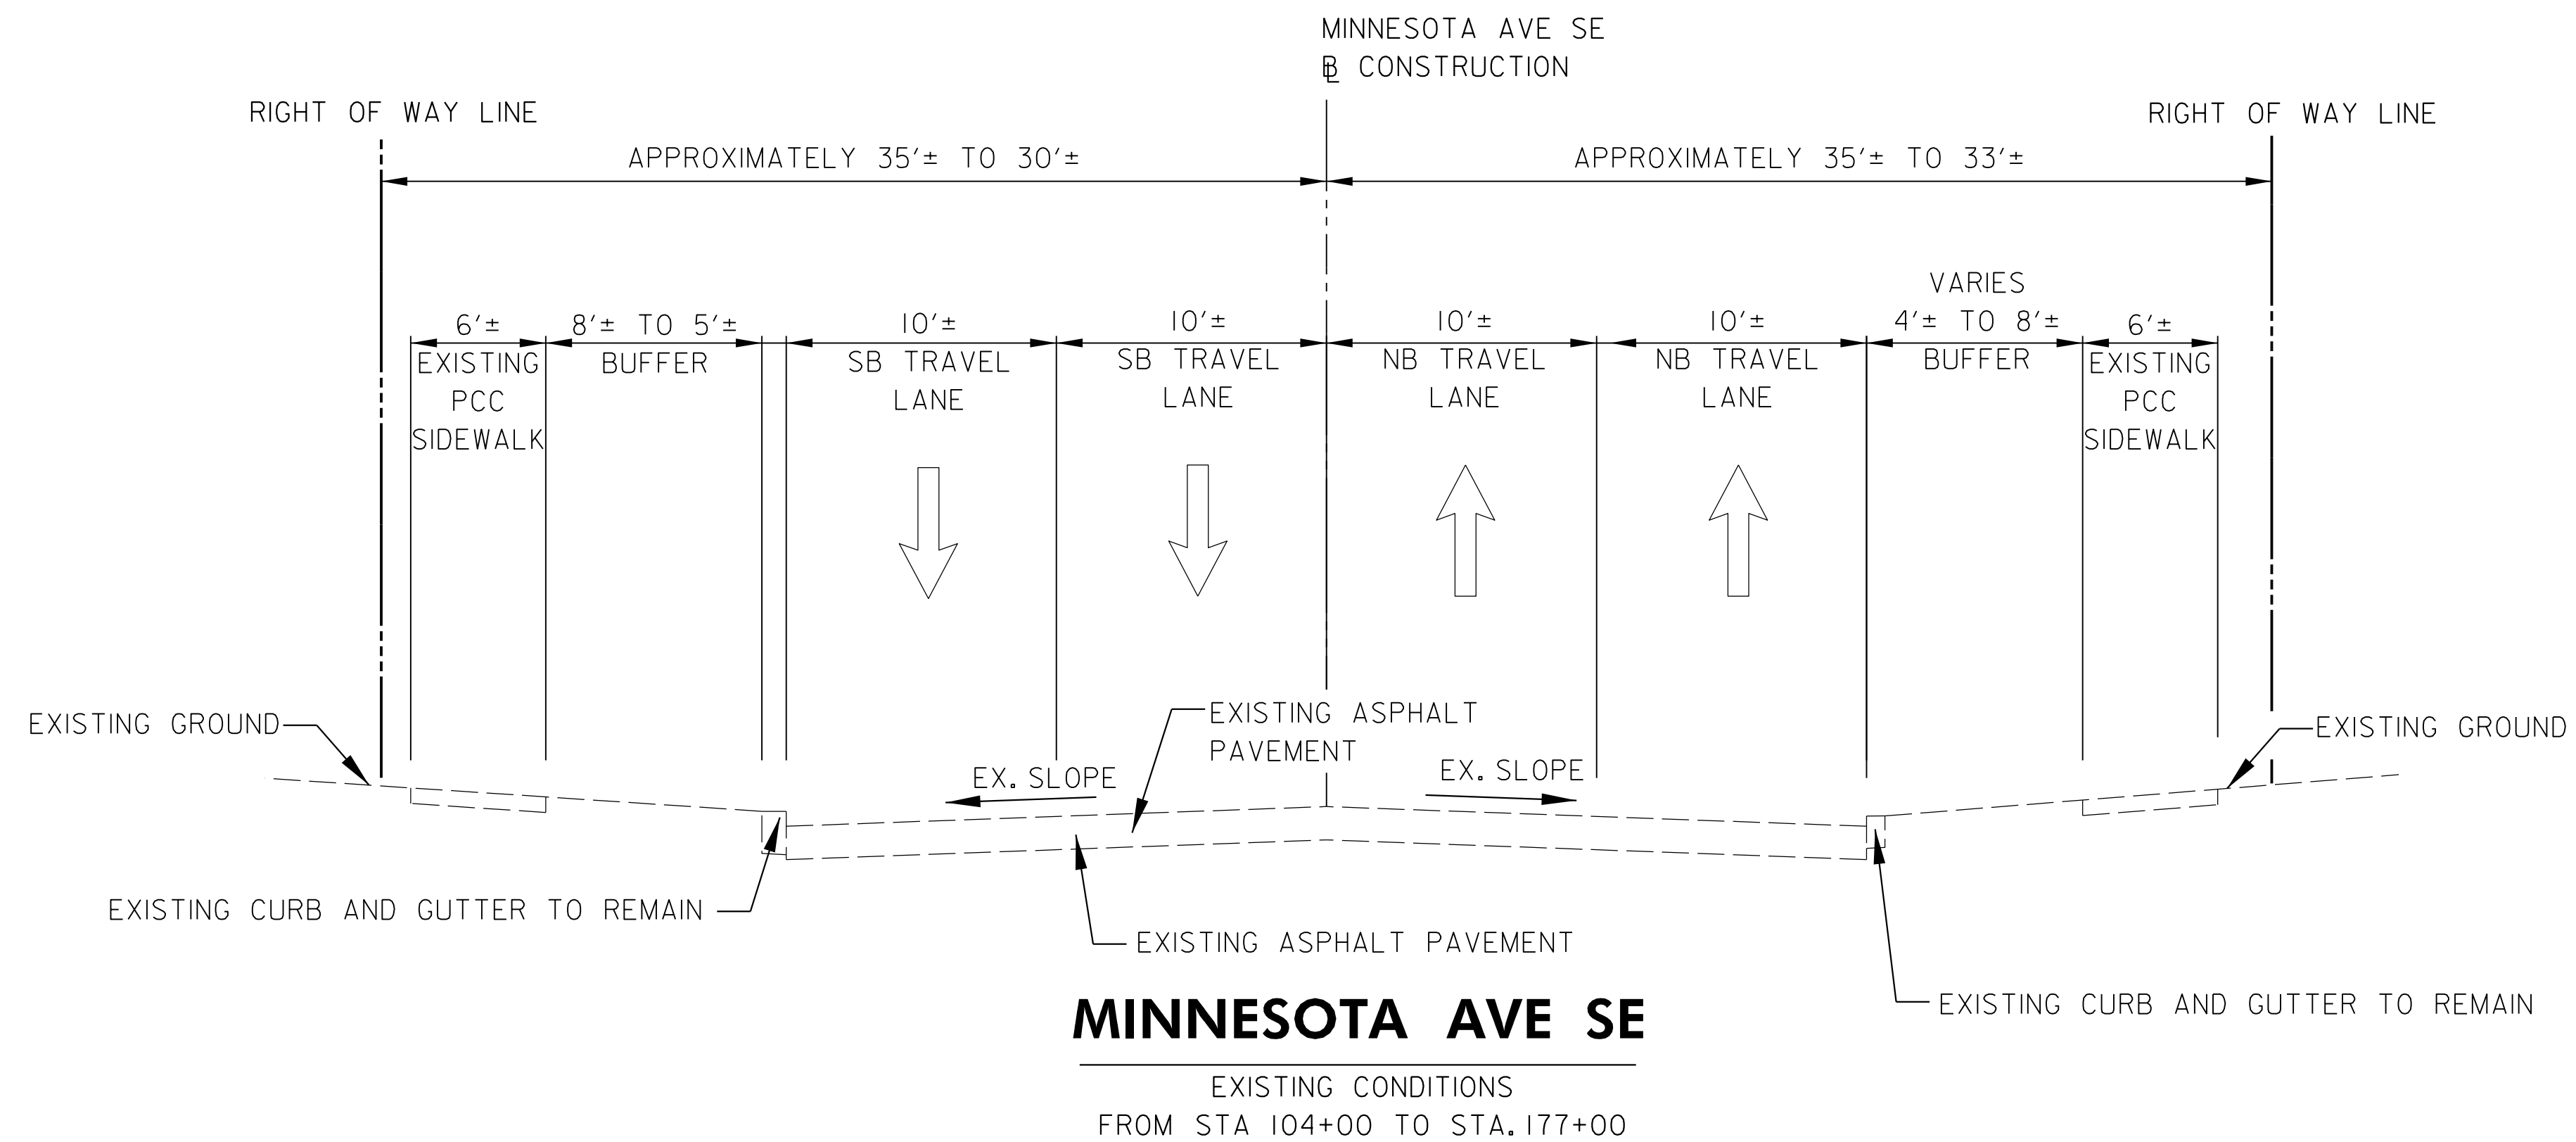 MINNESOTA AVE SE
℄ CONSTRUCTION
RIGHT OF WAY LINE
RIGHT OF WAY LINE
APPROXIMATELY 35'± TO 30'±
APPROXIMATELY 35'± TO 33'±
6'±
EXISTING
PCC
SIDEWALK
8'± TO 5'±
BUFFER
10'±
SB TRAVEL
LANE
10'±
SB TRAVEL
LANE
10'±
NB TRAVEL
LANE
10'±
NB TRAVEL
LANE
VARIES
4'± TO 8'±
BUFFER
6'±
EXISTING
PCC
SIDEWALK
EXISTING GROUND
EXISTING ASPHALT
PAVEMENT
EXISTING GROUND
EX. SLOPE
EX. SLOPE
EXISTING CURB AND GUTTER TO REMAIN
EXISTING ASPHALT PAVEMENT
EXISTING CURB AND GUTTER TO REMAIN
MINNESOTA AVE SE
EXISTING CONDITIONS
FROM STA 104+00 TO STA. 177+00